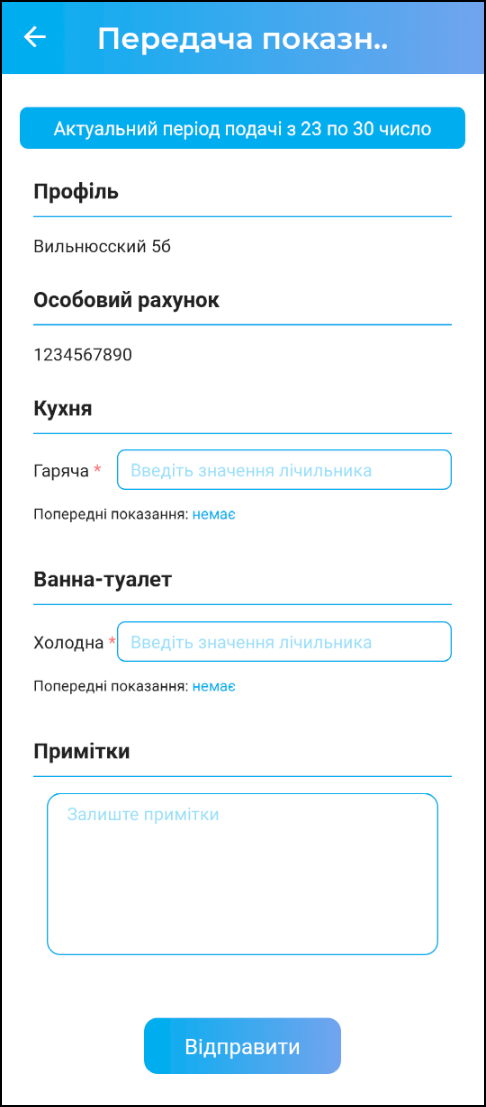 Передача показн..
Актуальний період подачі з 23 по 30 число
Профіль
Вильнюсский 5б
Особовий рахунок
1234567890
Кухня
Гаряча * Введіть значення лічильника
Попередні показання: немає
Ванна-туалет
Холодна * Введіть значення лічильника
Попередні показання: немає
Примітки
Залиште примітки
Відправити